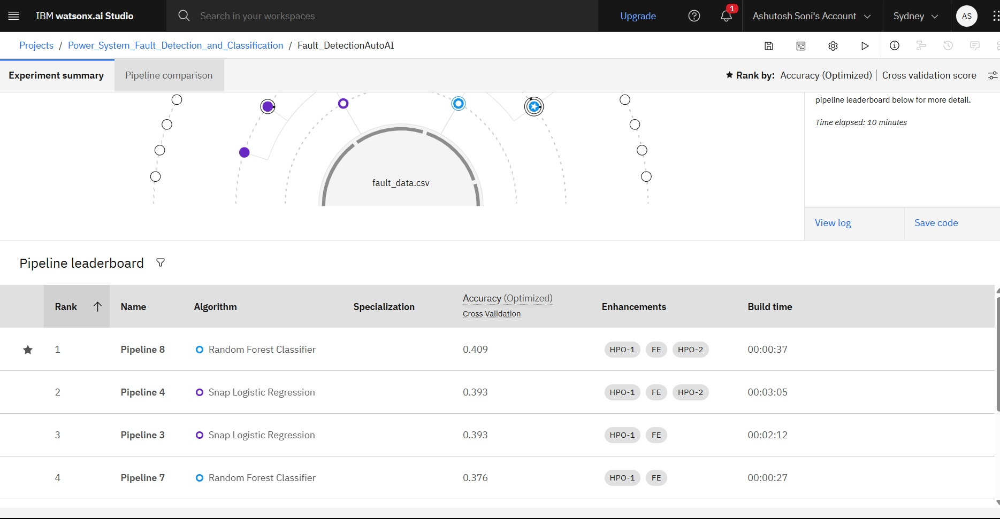 IBM watsonx.ai Studio
Search in your workspaces
Upgrade
1
Ashutosh Soni's Account
Sydney
AS
Projects / Power_System_Fault_Detection_and_Classification / Fault_DetectionAutoAI
Experiment summary
Pipeline comparison
Rank by: Accuracy (Optimized) | Cross validation score
pipeline leaderboard below for more detail.
Time elapsed: 10 minutes
fault_data.csv
View log
Save code
Pipeline leaderboard
Rank Name Algorithm Specialization Accuracy (Optimized) Enhancements Build time
Cross Validation
1 Pipeline 8 Random Forest Classifier 0.409 HPO-1 FE HPO-2 00:00:37
2 Pipeline 4 Snap Logistic Regression 0.393 HPO-1 FE HPO-2 00:03:05
3 Pipeline 3 Snap Logistic Regression 0.393 HPO-1 FE 00:02:12
4 Pipeline 7 Random Forest Classifier 0.376 HPO-1 FE 00:00:27